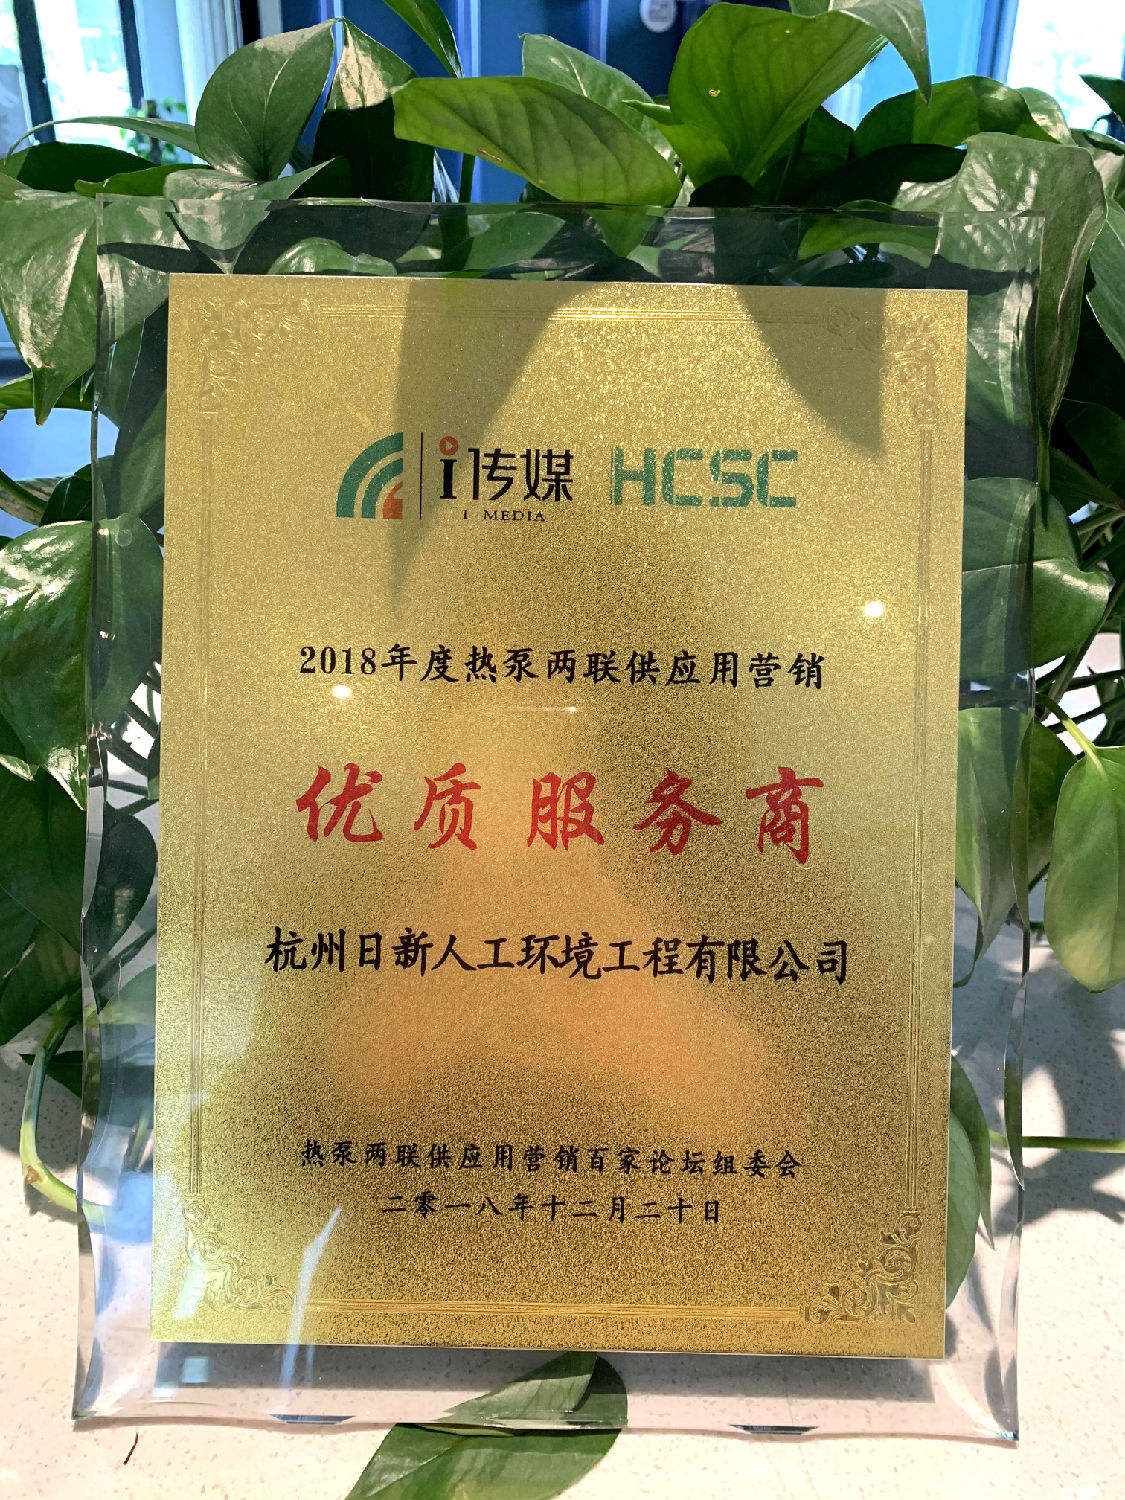 i传媒 HCSC
I MEDIA
2018年度热泵两联供应用营销
优质服务商
杭州日新人工环境工程有限公司
热泵两联供应用营销百家论坛组委会
二零一八年十二月二十日